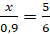 x/0,9 = 5/6